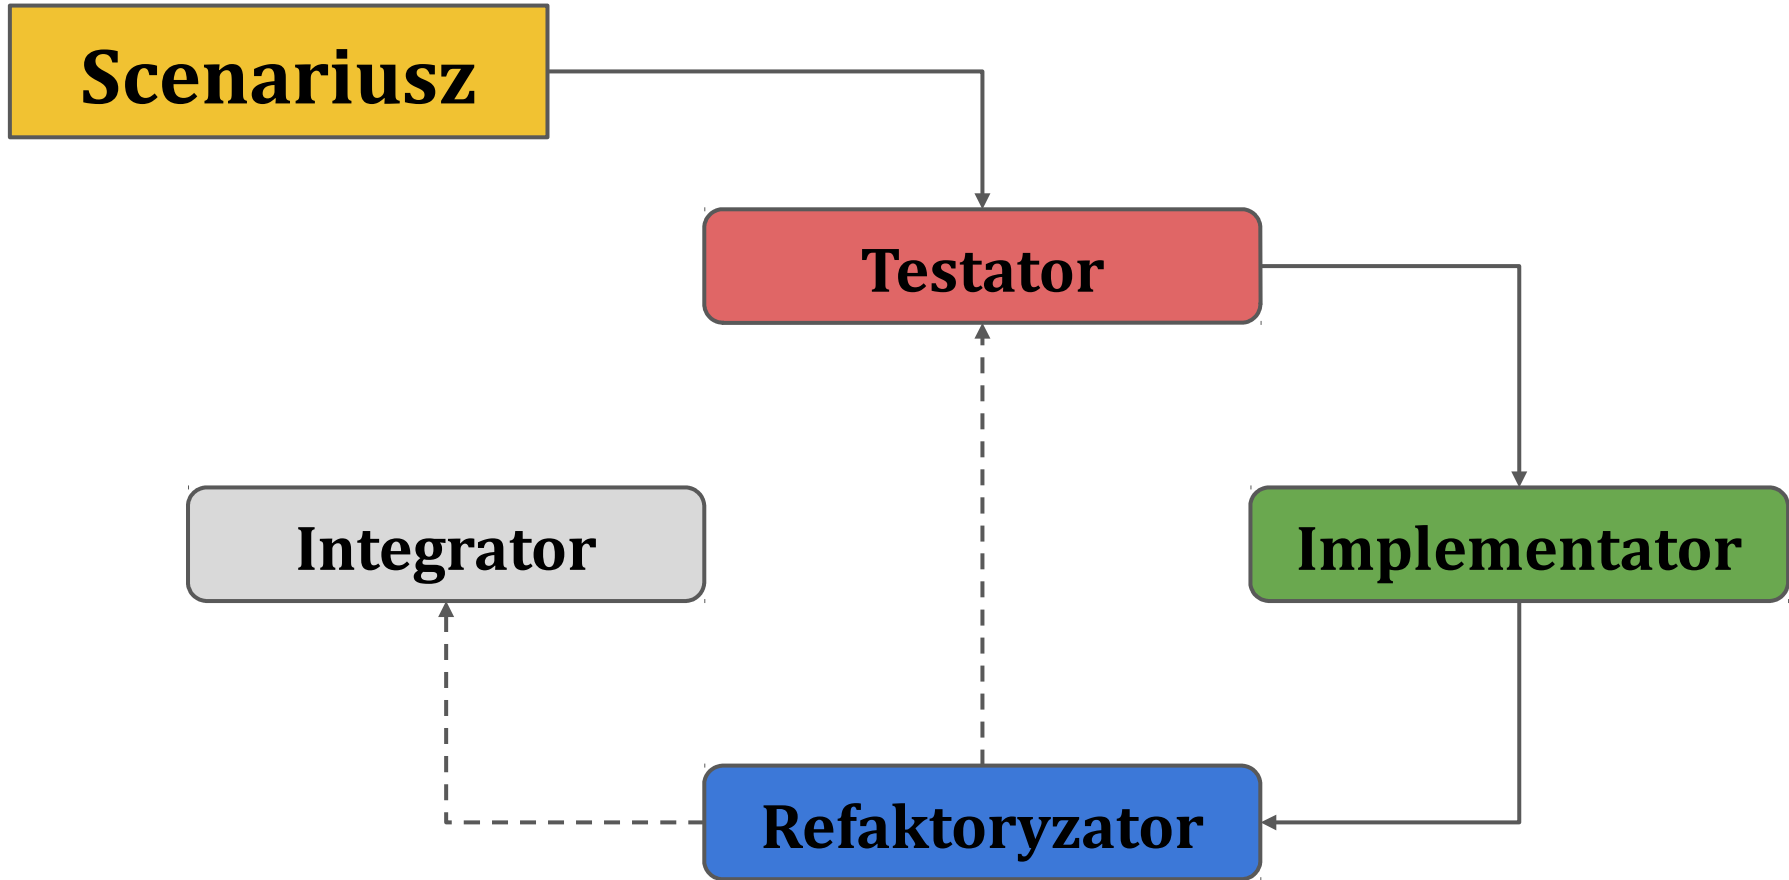 Scenariusz
Testator
Integrator
Implementator
Refaktoryzator